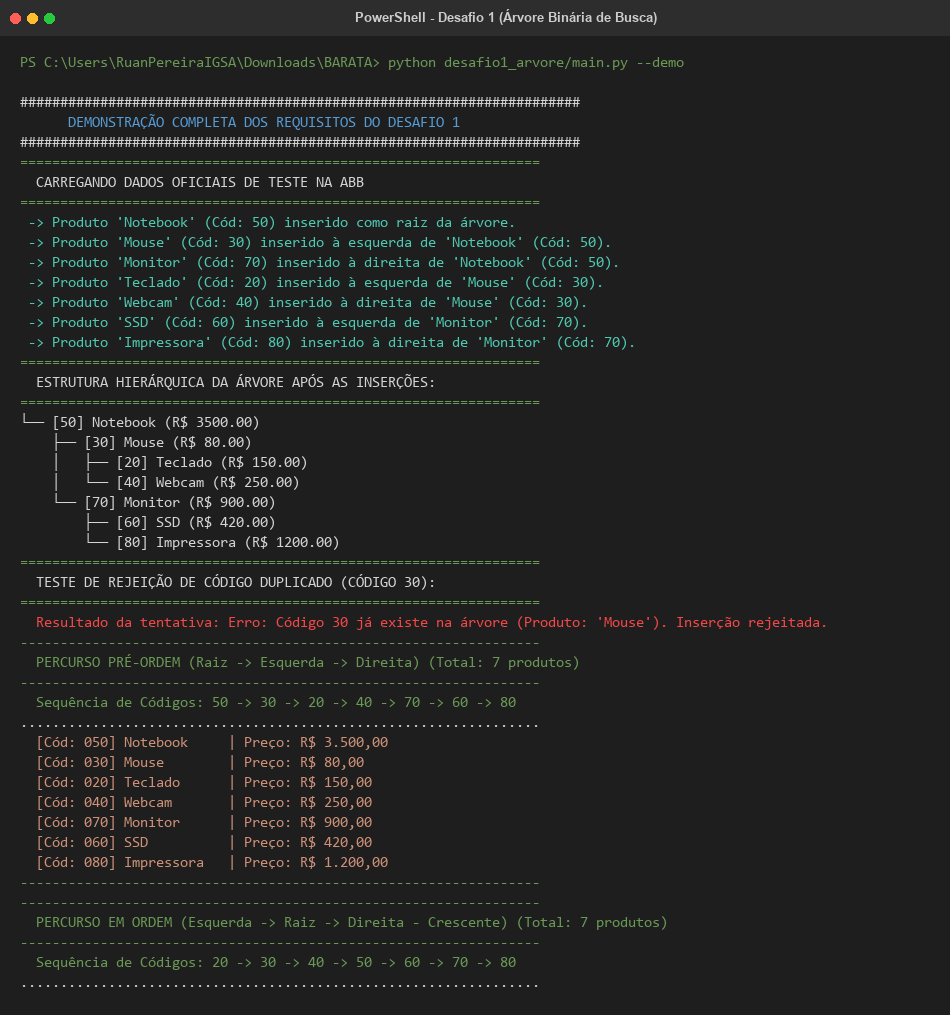 PowerShell - Desafio 1 (Árvore Binária de Busca)
PS C:\Users\RuanPereiraIGSA\Downloads\BARATA> python desafio1_arvore/main.py --demo
######################################################################
DEMONSTRAÇÃO COMPLETA DOS REQUISITOS DO DESAFIO 1
######################################################################
=================================================================
CARREGANDO DADOS OFICIAIS DE TESTE NA ABB
=================================================================
-> Produto 'Notebook' (Cód: 50) inserido como raiz da árvore.
-> Produto 'Mouse' (Cód: 30) inserido à esquerda de 'Notebook' (Cód: 50).
-> Produto 'Monitor' (Cód: 70) inserido à direita de 'Notebook' (Cód: 50).
-> Produto 'Teclado' (Cód: 20) inserido à esquerda de 'Mouse' (Cód: 30).
-> Produto 'Webcam' (Cód: 40) inserido à direita de 'Mouse' (Cód: 30).
-> Produto 'SSD' (Cód: 60) inserido à esquerda de 'Monitor' (Cód: 70).
-> Produto 'Impressora' (Cód: 80) inserido à direita de 'Monitor' (Cód: 70).
=================================================================
ESTRUTURA HIERÁRQUICA DA ÁRVORE APÓS AS INSERÇÕES:
=================================================================
└── [50] Notebook (R$ 3500.00)
    ├── [30] Mouse (R$ 80.00)
    │   ├── [20] Teclado (R$ 150.00)
    │   └── [40] Webcam (R$ 250.00)
    └── [70] Monitor (R$ 900.00)
        ├── [60] SSD (R$ 420.00)
        └── [80] Impressora (R$ 1200.00)
=================================================================
TESTE DE REJEIÇÃO DE CÓDIGO DUPLICADO (CÓDIGO 30):
=================================================================
Resultado da tentativa: Erro: Código 30 já existe na árvore (Produto: 'Mouse'). Inserção rejeitada.
-----------------------------------------------------------------
PERCURSO PRÉ-ORDEM (Raiz -> Esquerda -> Direita) (Total: 7 produtos)
-----------------------------------------------------------------
Sequência de Códigos: 50 -> 30 -> 20 -> 40 -> 70 -> 60 -> 80
.................................................................
[Cód: 050] Notebook     | Preço: R$ 3.500,00
[Cód: 030] Mouse        | Preço: R$ 80,00
[Cód: 020] Teclado      | Preço: R$ 150,00
[Cód: 040] Webcam       | Preço: R$ 250,00
[Cód: 070] Monitor      | Preço: R$ 900,00
[Cód: 060] SSD          | Preço: R$ 420,00
[Cód: 080] Impressora   | Preço: R$ 1.200,00
-----------------------------------------------------------------
-----------------------------------------------------------------
PERCURSO EM ORDEM (Esquerda -> Raiz -> Direita - Crescente) (Total: 7 produtos)
-----------------------------------------------------------------
Sequência de Códigos: 20 -> 30 -> 40 -> 50 -> 60 -> 70 -> 80
.................................................................